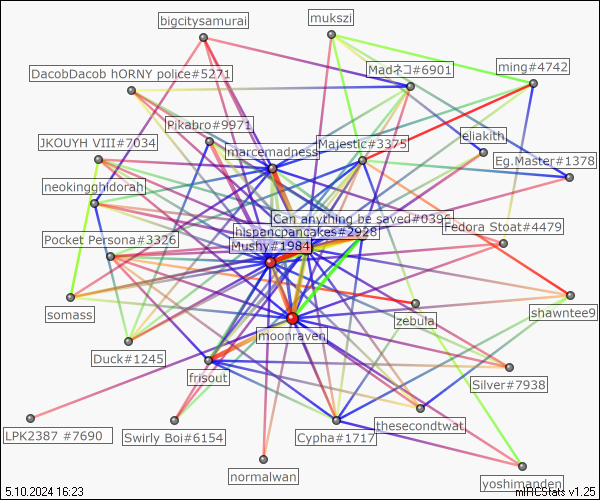 bigcitysamurai
mukszi
DacobDacob hORNY police#5271
Madネコ#6901
ming#4742
Pikabro#9971
JKOUYH VIII#7034
marcemadness
Majestic#3375
eliakith
Eg.Master#1378
neokingghidorah
Can anything be saved#0396
Fedora Stoat#4479
hispancpancakes#2928
Pocket Persona#3326
Mushy#1984
somass
zebula
shawntee9
moonraven
Duck#1245
frisout
Silver#7938
LPK2387 #7690
Swirly Boi#6154
Cypha#1717
thesecondtwat
normalwan
yoshimanden
5.10.2024 16:23
mIRCStats v1.25